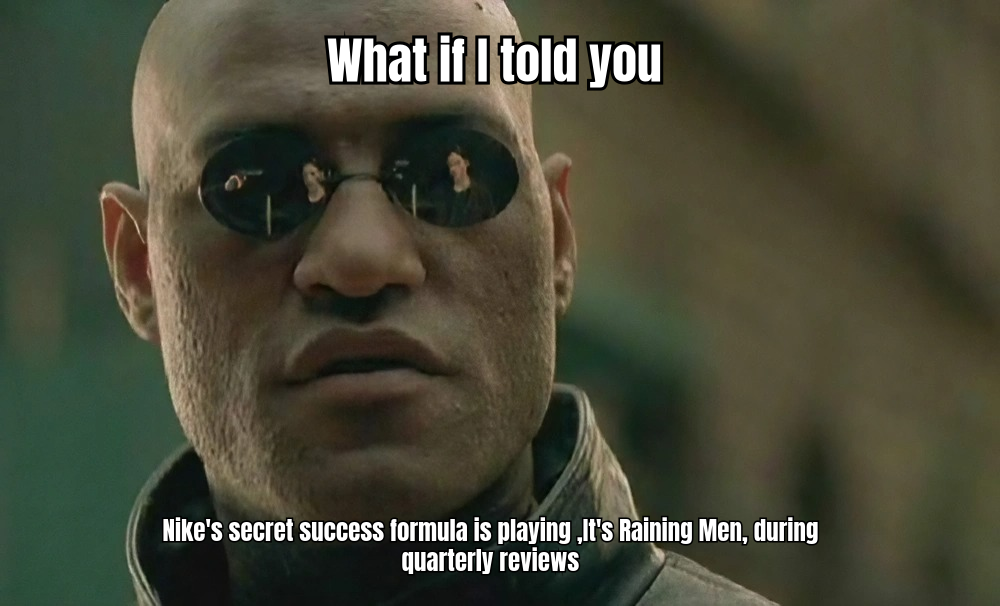 What if I told you
Nike's secret success formula is playing ,It's Raining Men, during
quarterly reviews